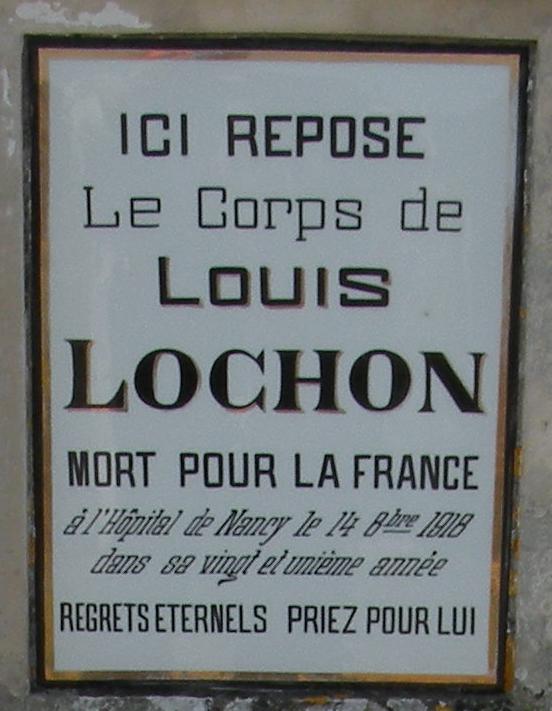 ICI REPOSE
Le Corps de
LOUIS
LOCHON
MORT POUR LA FRANCE
à l'Hôpital de Nancy le 14 8bre 1918
dans sa vingt et unième année
REGRETS ETERNELS PRIEZ POUR LUI